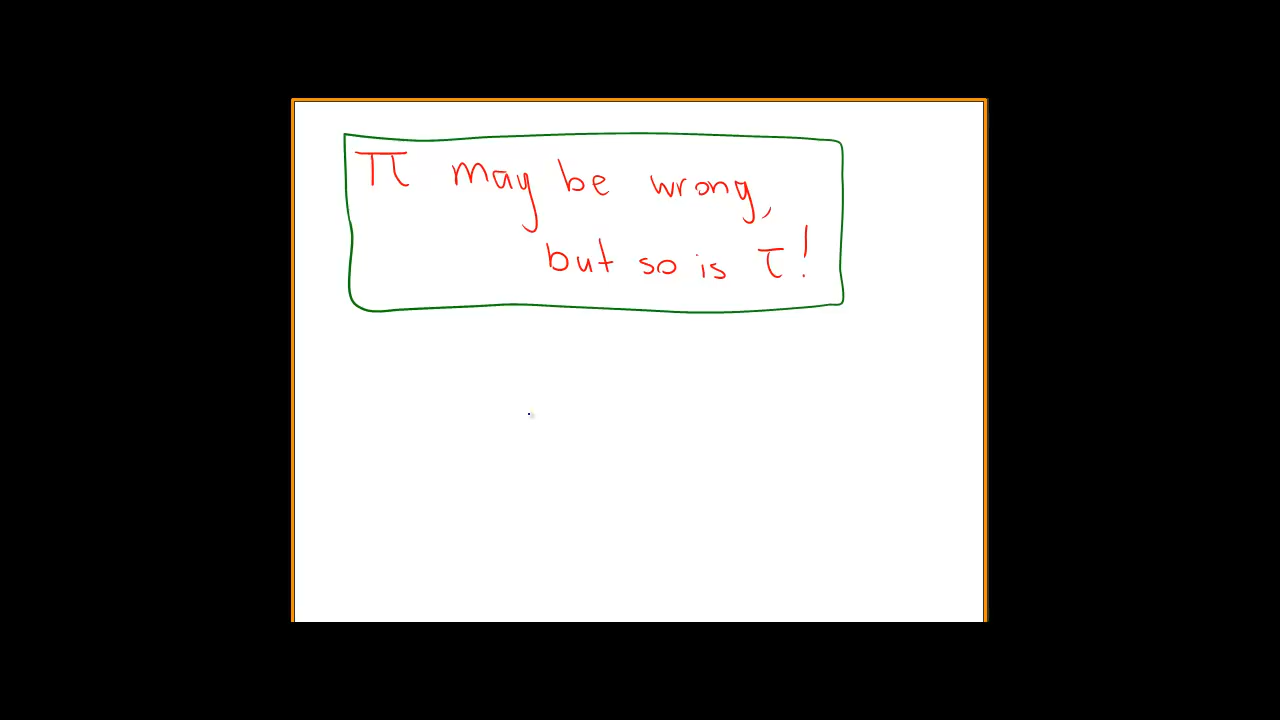 π may be wrong,
but so is τ!